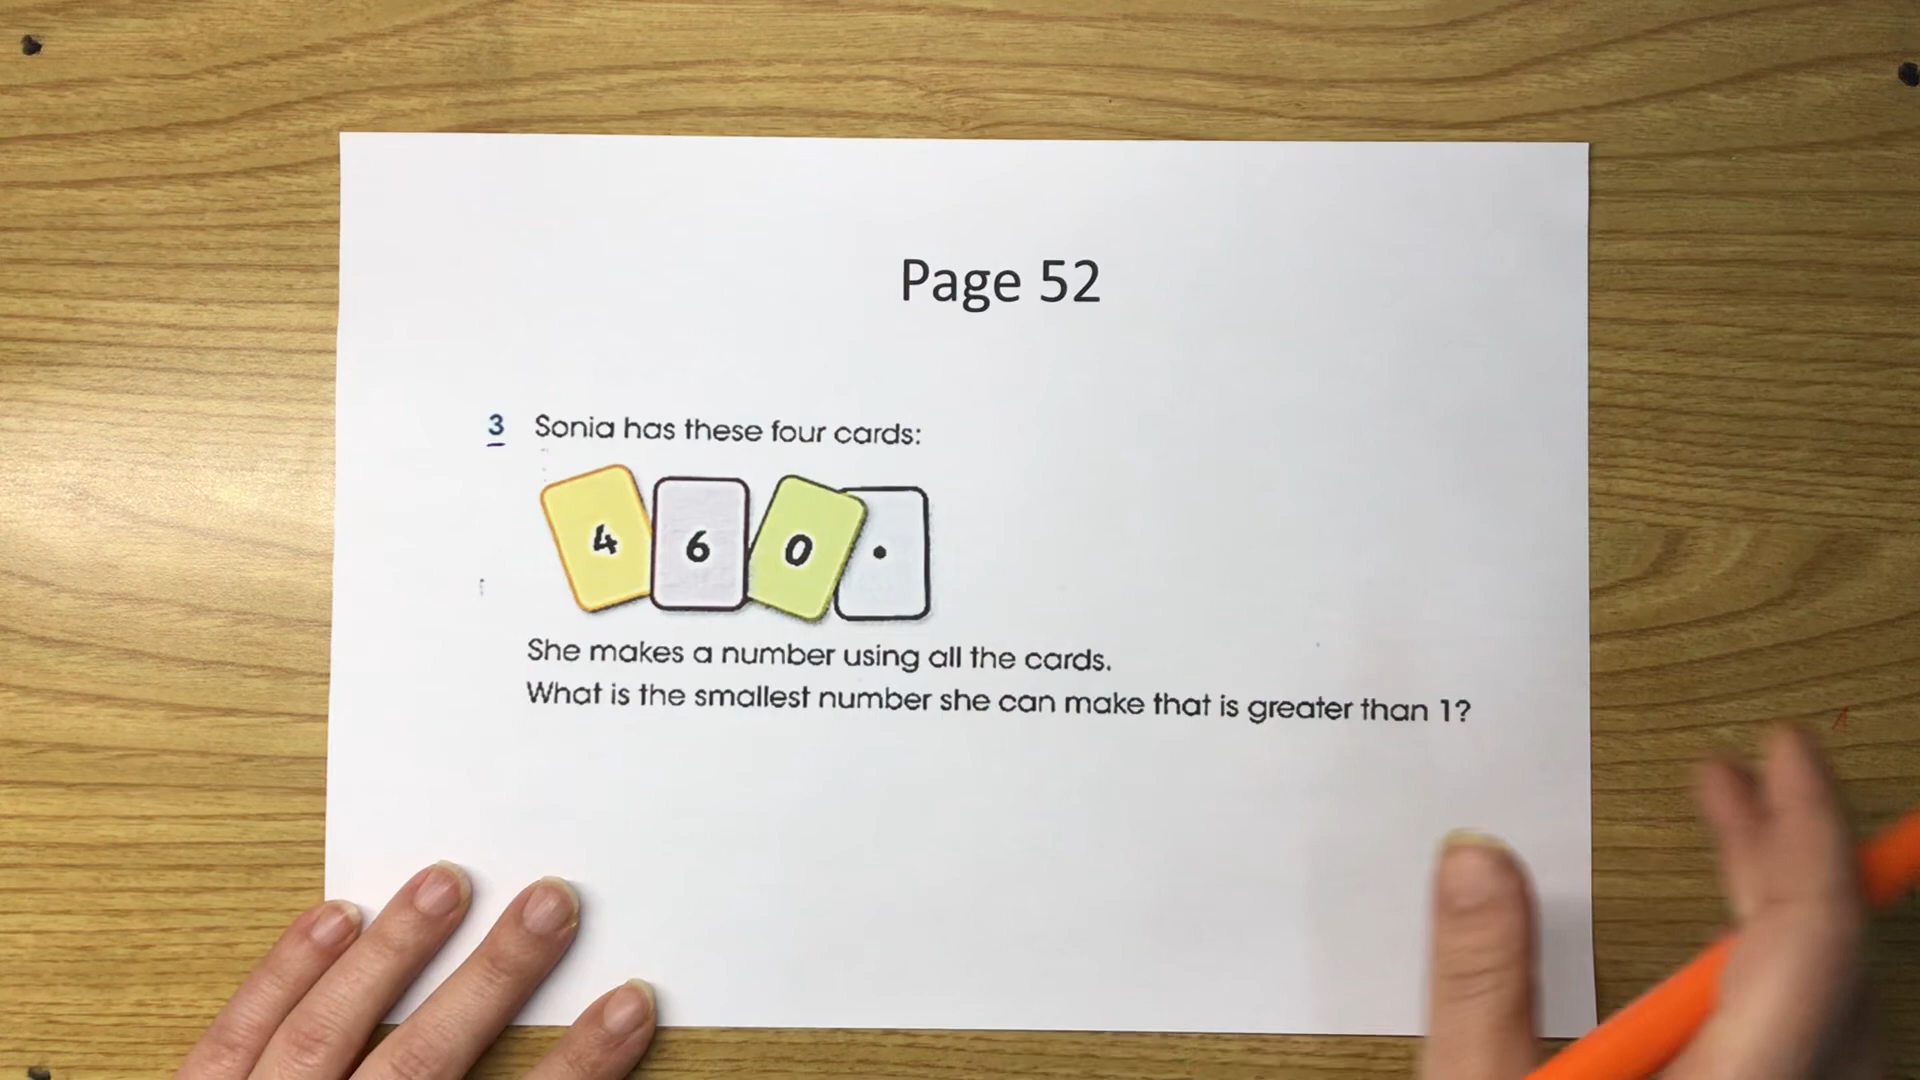 Page 52
3 Sonia has these four cards:
4 6 0 .
She makes a number using all the cards.
What is the smallest number she can make that is greater than 1?